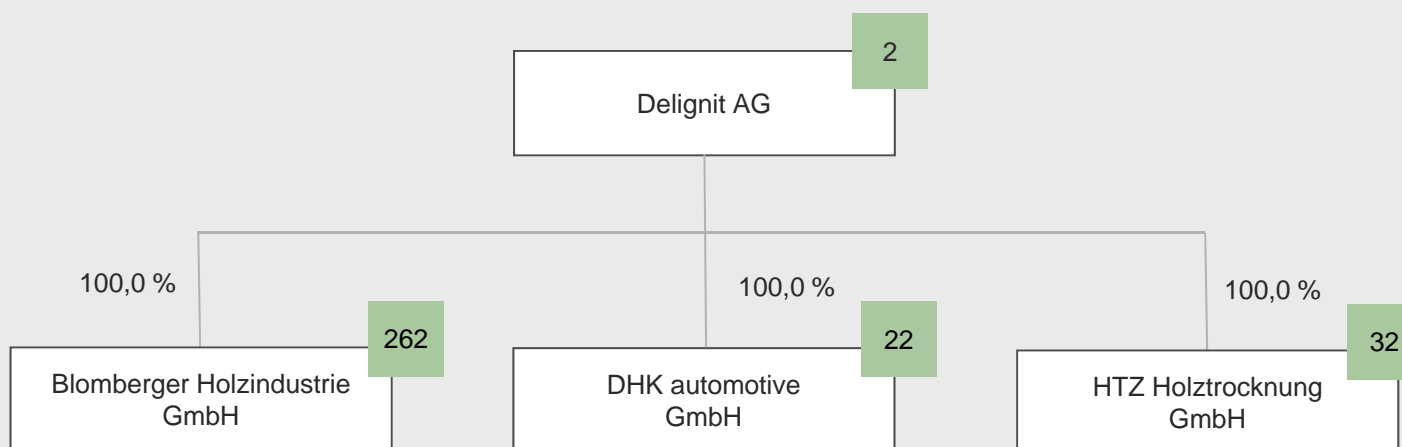 2
Delignit AG
100,0 %
100,0 %
100,0 %
262
22
32
Blomberger Holzindustrie
GmbH
DHK automotive
GmbH
HTZ Holztrocknung
GmbH